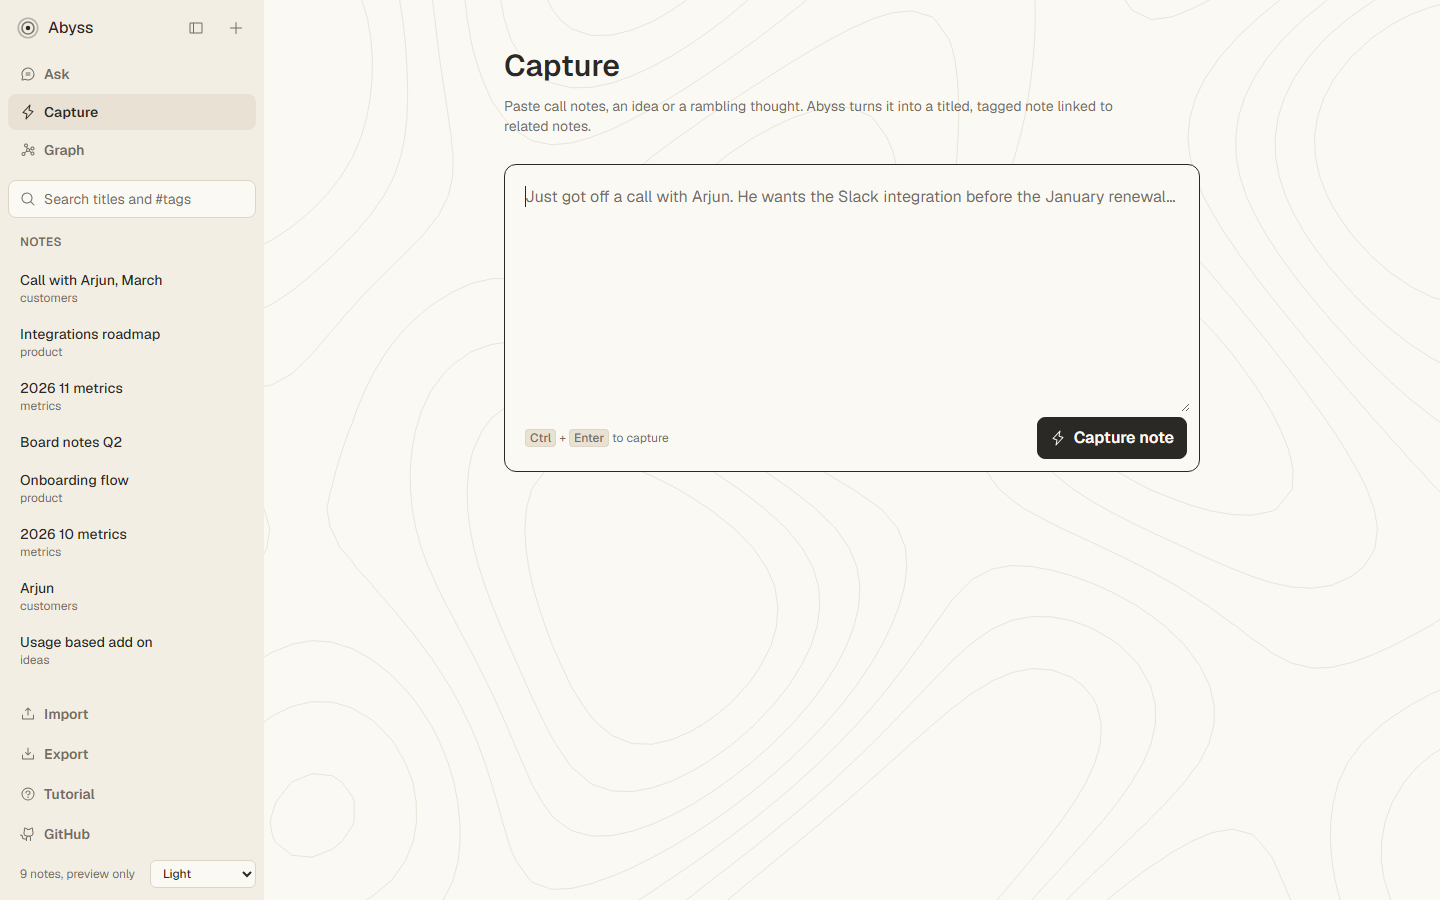 Abyss
Ask
Capture
Graph
Search titles and #tags
NOTES
Call with Arjun, March
customers
Integrations roadmap
product
2026 11 metrics
metrics
Board notes Q2
Onboarding flow
product
2026 10 metrics
metrics
Arjun
customers
Usage based add on
ideas
Import
Export
Tutorial
GitHub
9 notes, preview only
Light
Capture
Paste call notes, an idea or a rambling thought. Abyss turns it into a titled, tagged note linked to
related notes.
Just got off a call with Arjun. He wants the Slack integration before the January renewal...
Ctrl + Enter to capture
Capture note